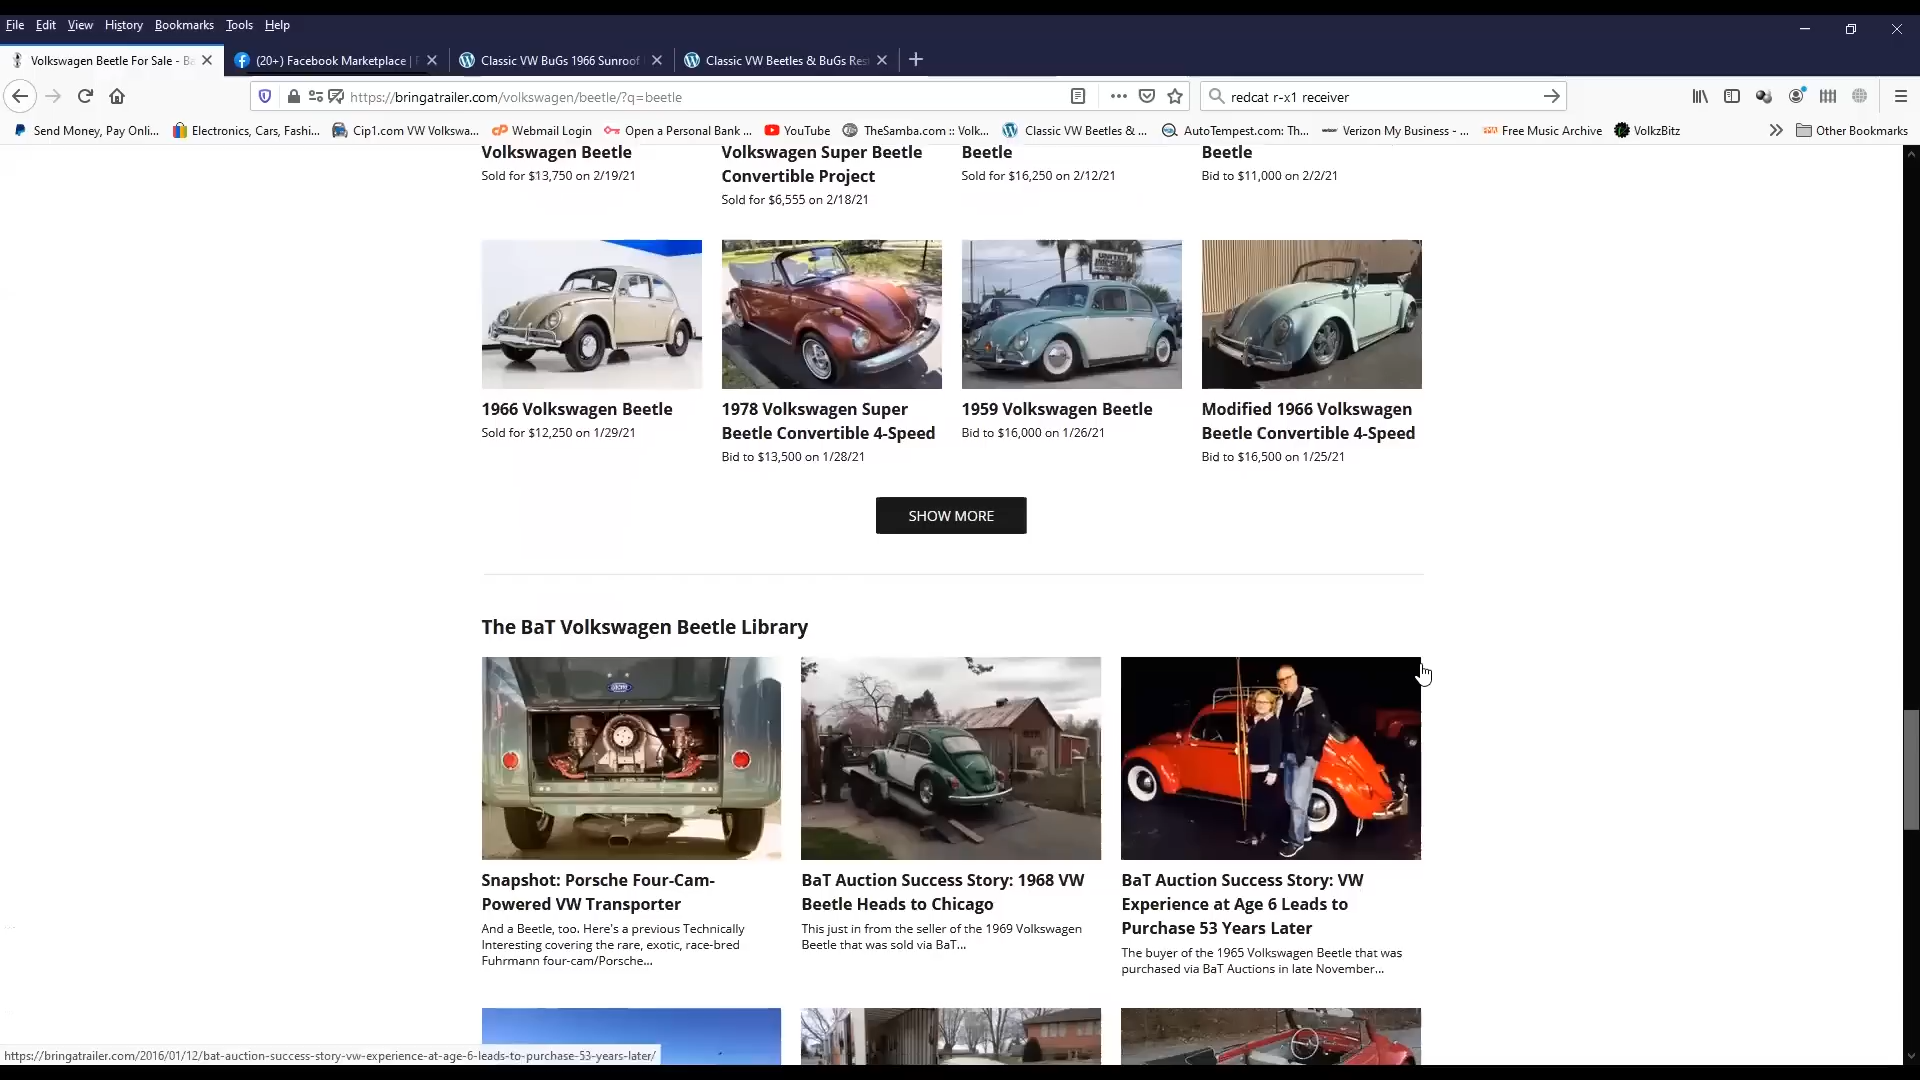 File Edit View History Bookmarks Tools Help
Volkswagen Beetle For Sale - Ba
(20+) Facebook Marketplace | F
Classic VW BuGs 1966 Sunroof
Classic VW Beetles & BuGs Res
https://bringatrailer.com/volkswagen/beetle/?q=beetle
redcat r-x1 receiver
Send Money, Pay Onli... Electronics, Cars, Fashi... Cip1.com VW Volkswa... Webmail Login Open a Personal Bank ... YouTube TheSamba.com :: Volk... Classic VW Beetles & ... AutoTempest.com: Th... Verizon My Business - ... Free Music Archive VolkzBitz Other Bookmarks
Volkswagen Beetle
Sold for $13,750 on 2/19/21
Volkswagen Super Beetle
Convertible Project
Sold for $6,555 on 2/18/21
Beetle
Sold for $16,250 on 2/12/21
Beetle
Bid to $11,000 on 2/2/21
1966 Volkswagen Beetle
Sold for $12,250 on 1/29/21
1978 Volkswagen Super
Beetle Convertible 4-Speed
Bid to $13,500 on 1/28/21
1959 Volkswagen Beetle
Bid to $16,000 on 1/26/21
Modified 1966 Volkswagen
Beetle Convertible 4-Speed
Bid to $16,500 on 1/25/21
SHOW MORE
The BaT Volkswagen Beetle Library
Snapshot: Porsche Four-Cam-
Powered VW Transporter
And a Beetle, too. Here's a previous Technically
Interesting covering the rare, exotic, race-bred
Fuhrmann four-cam/Porsche...
BaT Auction Success Story: 1968 VW
Beetle Heads to Chicago
This just in from the seller of the 1969 Volkswagen
Beetle that was sold via BaT...
BaT Auction Success Story: VW
Experience at Age 6 Leads to
Purchase 53 Years Later
The buyer of the 1965 Volkswagen Beetle that was
purchased via BaT Auctions in late November...
https://bringatrailer.com/2016/01/12/bat-auction-success-story-vw-experience-at-age-6-leads-to-purchase-53-years-later/